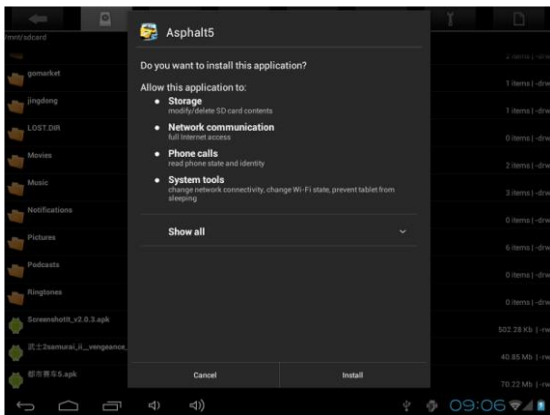 /mnt/sdcard
Asphalt5
Do you want to install this application?
Allow this application to:
Storage
modify/delete SD card contents
Network communication
full Internet access
Phone calls
read phone state and identity
System tools
change network connectivity, change Wi-Fi state, prevent tablet from
sleeping
Show all
Cancel
Install
2 items | -drw
gomarket
1 items | -drw
jingdong
1 items | -drw
LOST.DIR
0 items | -drw
Movies
2 items | -drw
Music
3 items | -drw
Notifications
0 items | -drw
Pictures
6 items | -drw
Podcasts
0 items | -drw
Ringtones
0 items | -drw
ScreenshotIt_v2.0.3.apk
502.28 Kb | -rw
武士2samurai_ii_vengeance_
40.85 Mb | -rw
都市赛车5.apk
70.22 Mb | -rw
09:06